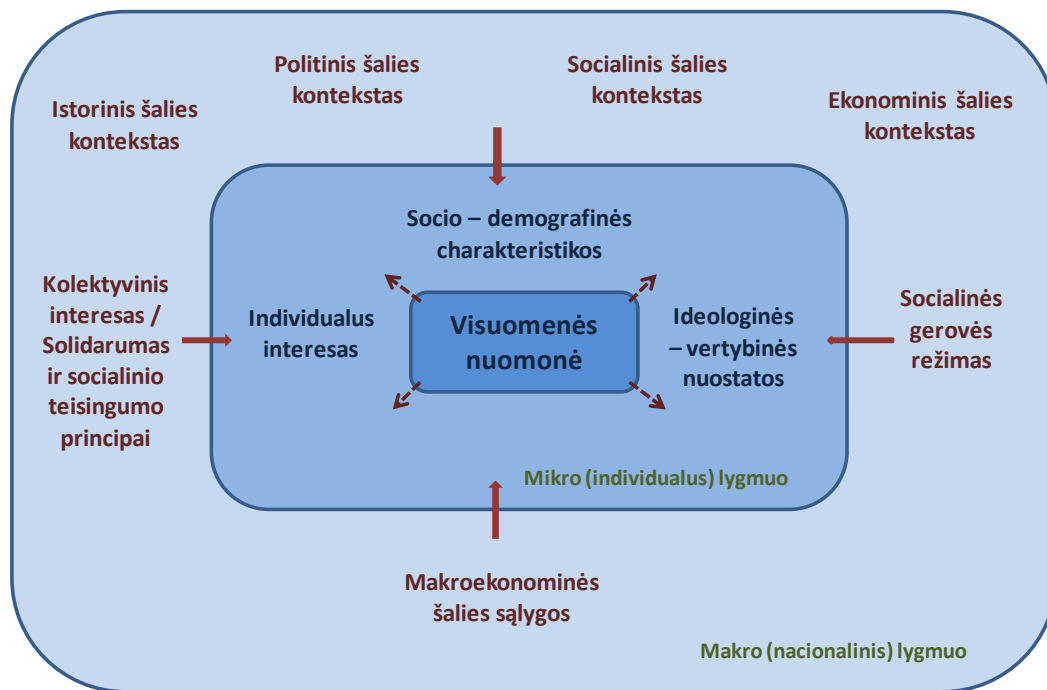 Politinis šalies
kontekstas
Socialinis šalies
kontekstas
Istorinis šalies
kontekstas
Ekonominis šalies
kontekstas
Socio – demografinės
charakteristikos
Kolektyvinis
interesas /
Solidarumas
ir socialinio
teisingumo
principai
Individualus
interesas
Visuomenės
nuomonė
Ideologinės
– vertybinės
nuostatos
Socialinės
gerovės
režimas
Mikro (individualus) lygmuo
Makroekonominės
šalies sąlygos
Makro (nacionalinis) lygmuo